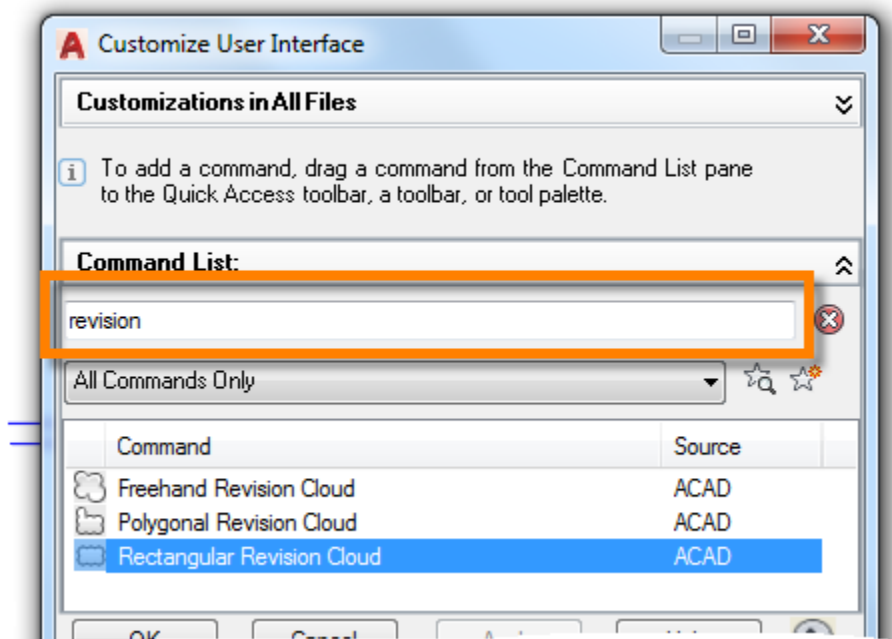 Customize User Interface
Customizations in All Files
To add a command, drag a command from the Command List pane
to the Quick Access toolbar, a toolbar, or tool palette.
Command List:
revision
All Commands Only
Command Source
Freehand Revision Cloud ACAD
Polygonal Revision Cloud ACAD
Rectangular Revision Cloud ACAD
OK Cancel